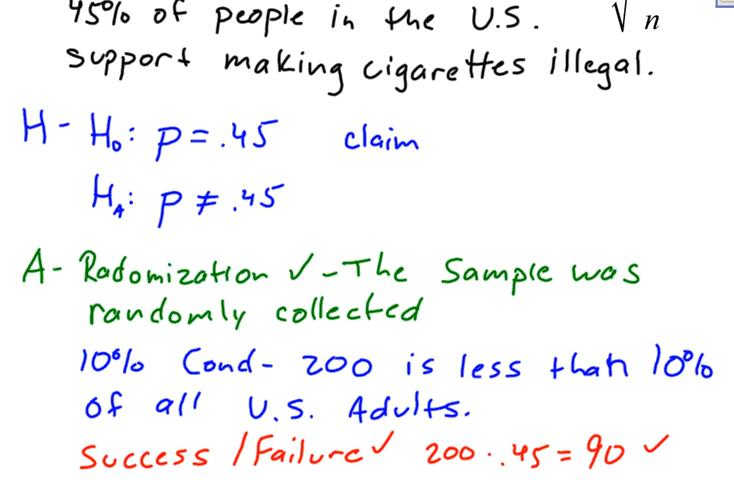 45% of people in the U.S. √ n
support making cigarettes illegal.
H - H₀: p = .45 claim
Hₐ: p ≠ .45
A - Radomization ✓ - The Sample was
randomly collected
10% Cond - 200 is less than 10%
of all U.S. Adults.
Success / Failure ✓ 200 · .45 = 90 ✓